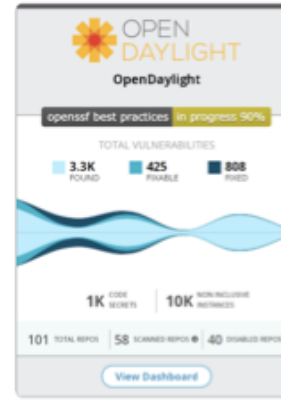 OPEN
DAYLIGHT
OpenDaylight
openssf best practices in progress 90%
TOTAL VULNERABILITIES
3.3K 425 808
FOUND FIXABLE FIXED
1K CODE SECRETS 10K NON-INCLUSIVE INSTANCES
101 TOTAL REPOS 58 SCANNED REPOS 40 DISABLED REPOS
View Dashboard